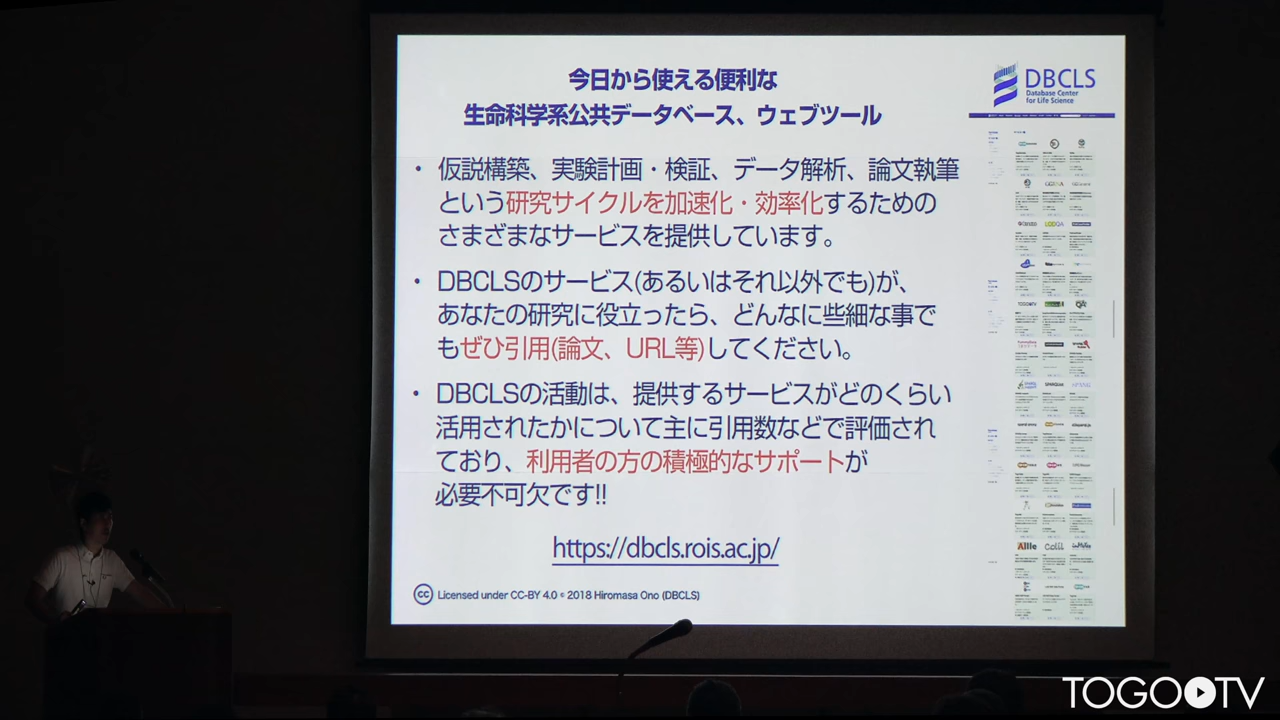 今日から使える便利な
生命科学系公共データベース、ウェブツール
DBCLS
Database Center
for Life Science
・ 仮説構築、実験計画・検証、データ解析、論文執筆
という研究サイクルを加速化・効率化するための
さまざまなサービスを提供しています。
・ DBCLSのサービス(あるいはそれ以外でも)が、
あなたの研究に役立ったら、どんなに些細な事で
もぜひ引用(論文、URL等)してください。
・ DBCLSの活動は、提供するサービスがどのくらい
活用されたかについて主に引用数などで評価され
ており、利用者の方の積極的なサポートが
必要不可欠です!!
https://dbcls.rois.ac.jp/
cc Licensed under CC-BY 4.0 © 2018 Hiromasa Ono (DBCLS)
Allie
Colil
TOGO TV